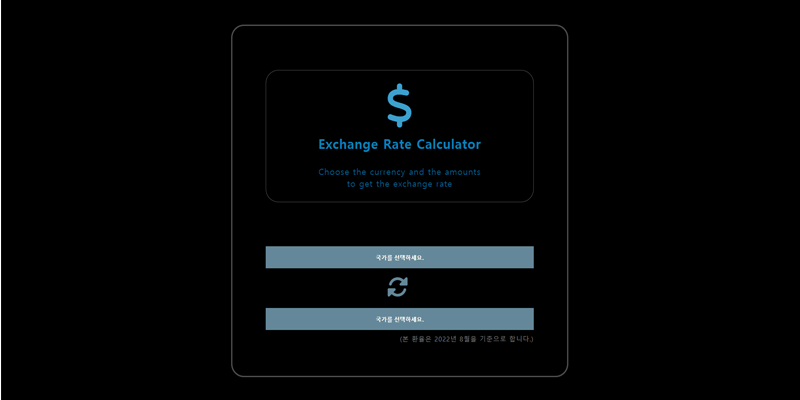 $
Exchange Rate Calculator
Choose the currency and the amounts
to get the exchange rate
국가를 선택하세요.
국가를 선택하세요.
(본 환율은 2022년 8월을 기준으로 합니다.)